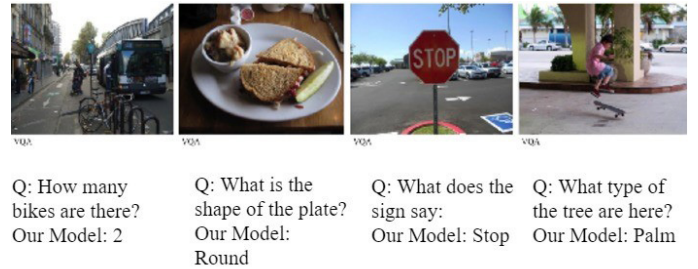 STOP
VQA
VQA
VQA
VQA
Q: How many
bikes are there?
Our Model: 2
Q: What is the
shape of the plate?
Our Model:
Round
Q: What does the
sign say:
Our Model: Stop
Q: What type of
the tree are here?
Our Model: Palm